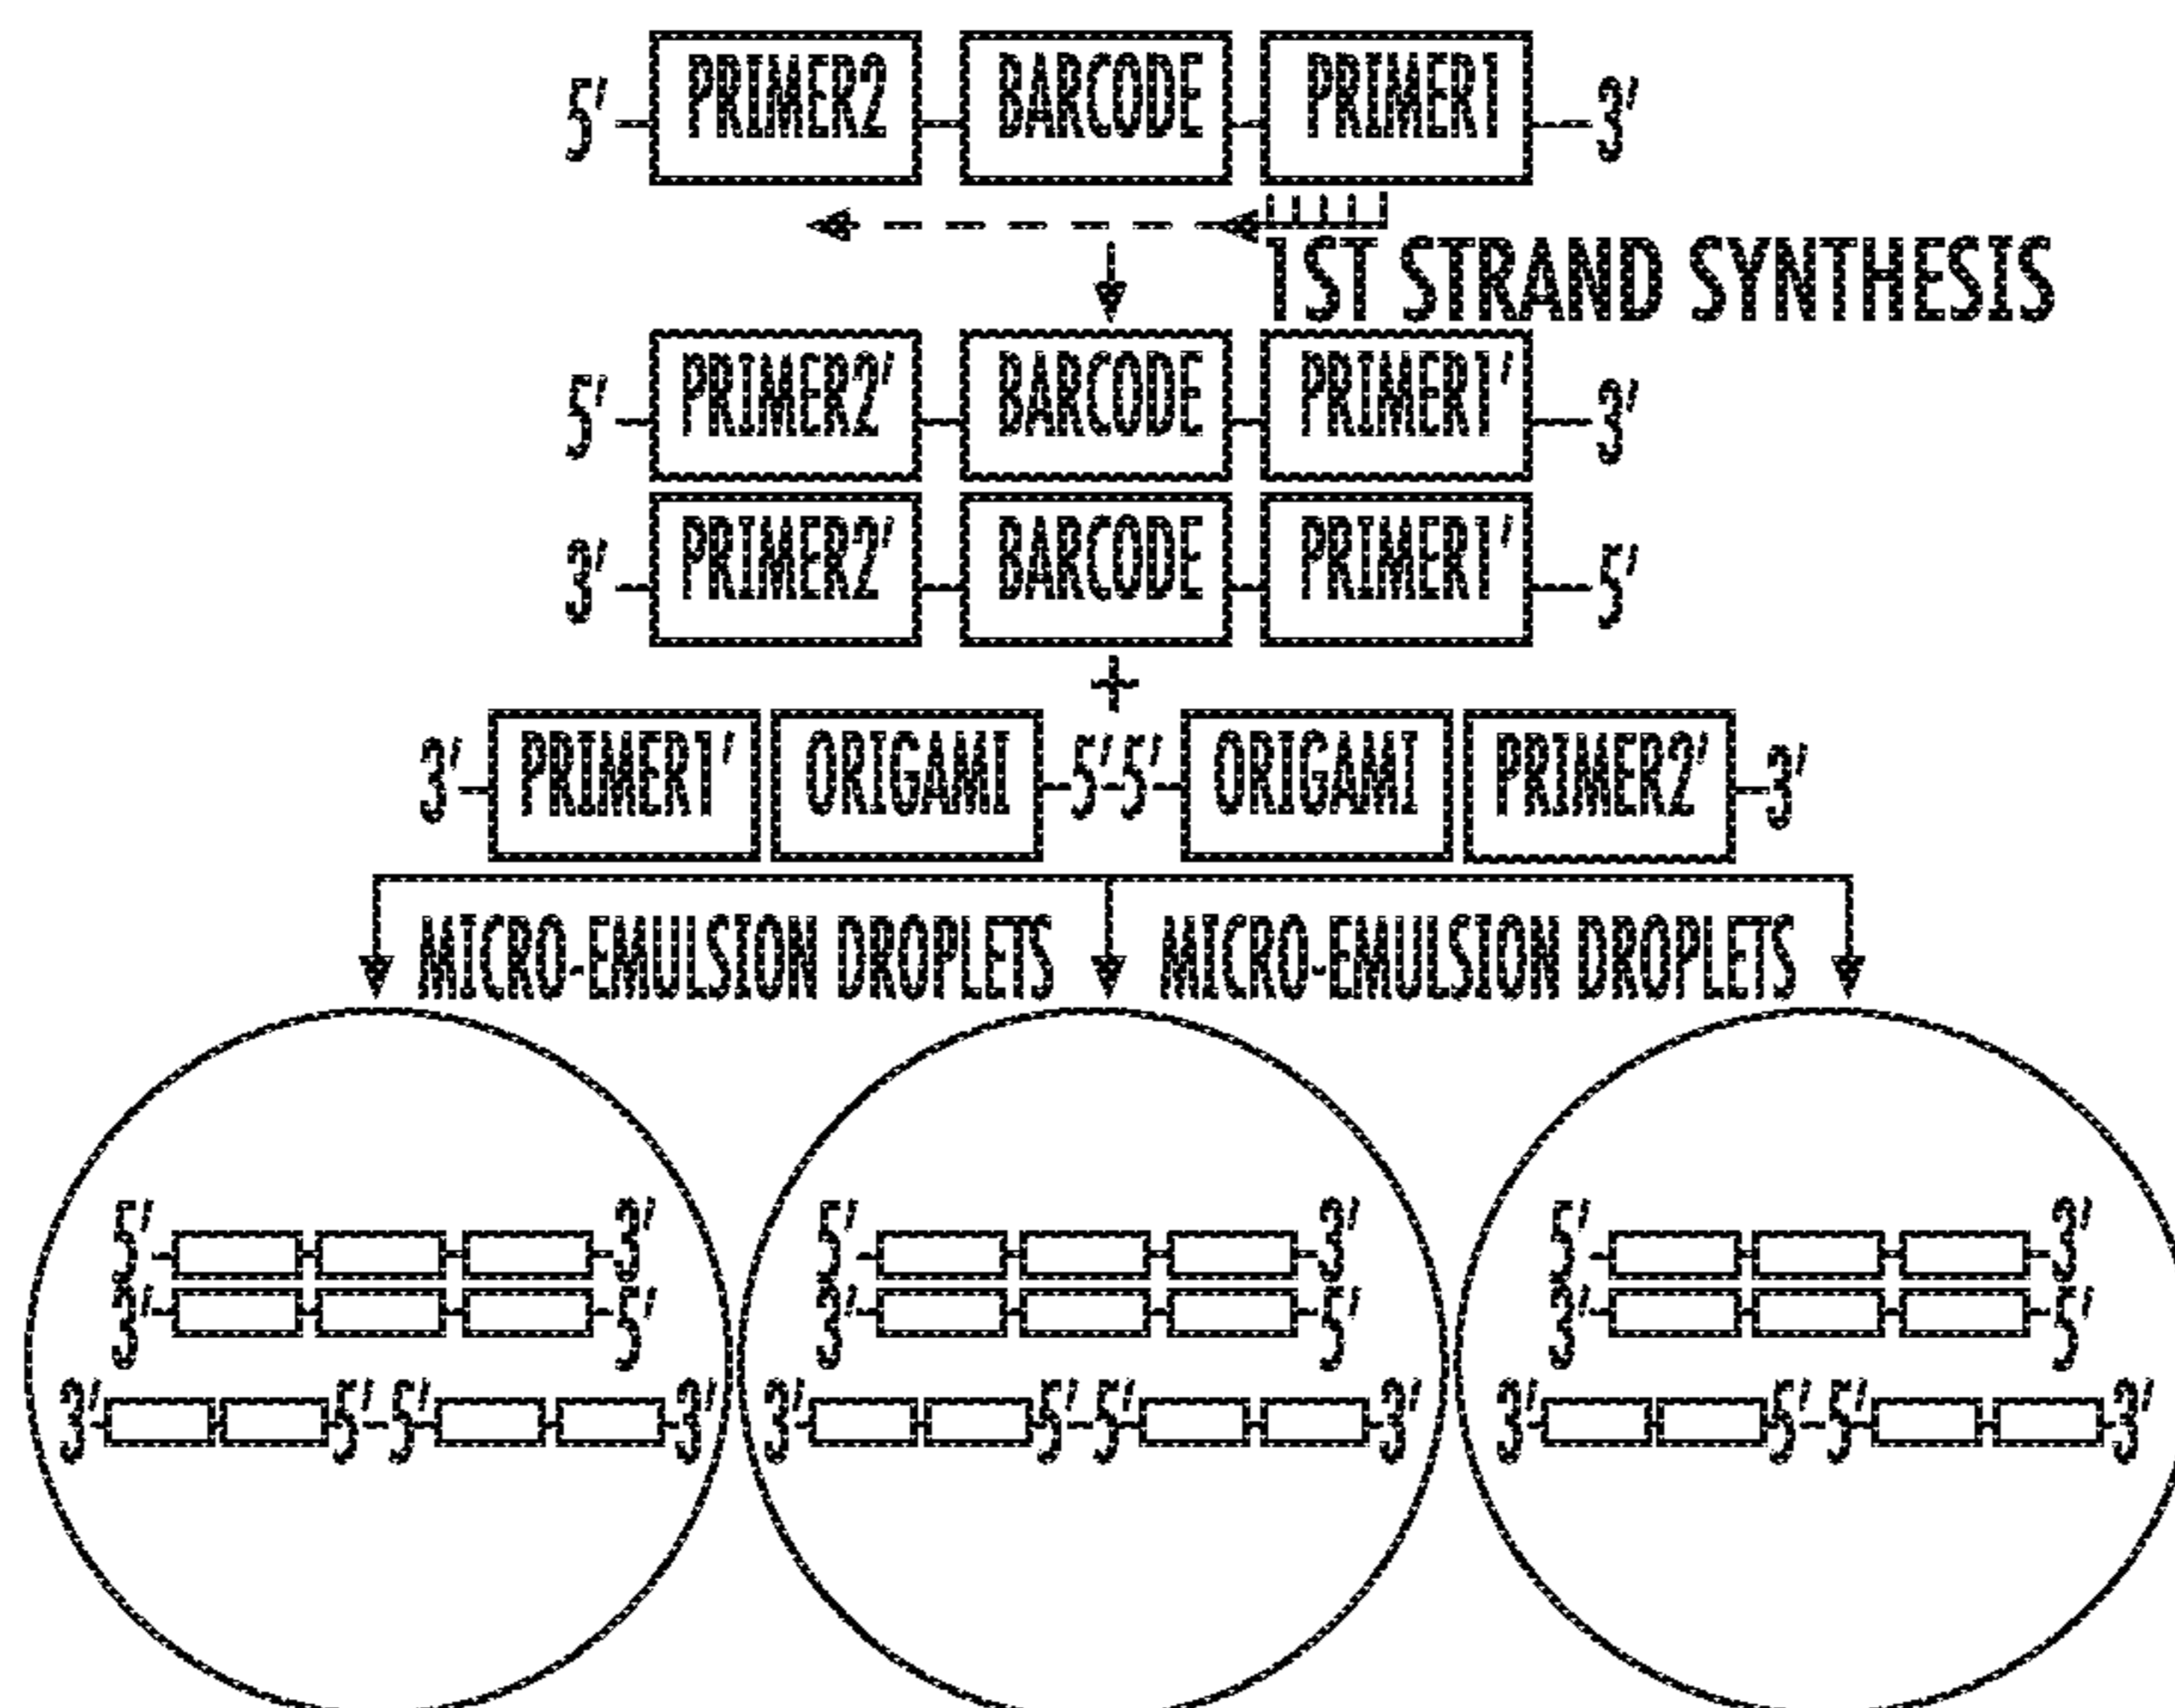 5' PRIMER2 BARCODE PRIMER1 3'
1ST STRAND SYNTHESIS
5' PRIMER2' BARCODE PRIMER1' 3'
3' PRIMER2' BARCODE PRIMER1' 5'
+
3' PRIMER1' ORIGAMI 5'-5' ORIGAMI PRIMER2' 3'
MICRO-EMULSION DROPLETS MICRO-EMULSION DROPLETS
5' 3' 5' 3' 5' 3'
3' 5' 3' 5' 3' 5'
3' 5'-5' 3' 3' 5'-5' 3' 3' 5'-5' 3'